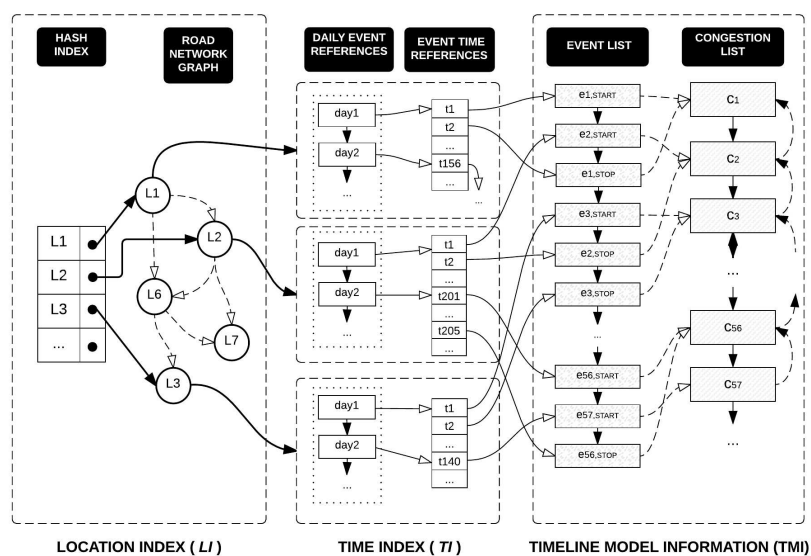 HASH
INDEX
ROAD
NETWORK
GRAPH
DAILY EVENT
REFERENCES
EVENT TIME
REFERENCES
EVENT LIST
CONGESTION
LIST
L1
L2
L3
...
L1
L2
L6
L7
L3
day1
day2
...
t1
t2
...
t156
...
...
day1
day2
...
t1
t2
...
t201
...
t205
...
day1
day2
...
t1
t2
...
t140
...
e1,START
e2,START
e1,STOP
e3,START
e2,STOP
e3,STOP
...
e56,START
e57,START
e56,STOP
C1
C2
C3
...
C56
C57
...
LOCATION INDEX ( LI )
TIME INDEX ( TI )
TIMELINE MODEL INFORMATION (TMI)